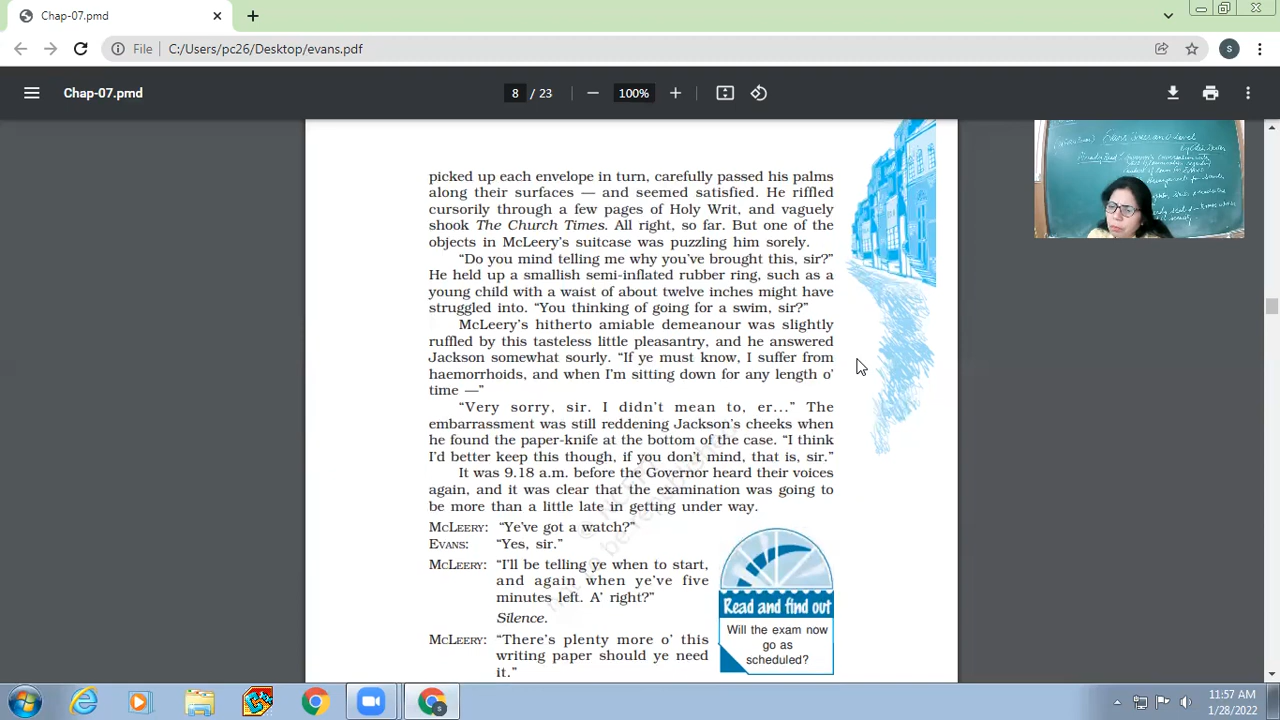 Chap-07.pmd
File
C:/Users/pc26/Desktop/evans.pdf
S
Chap-07.pmd
8 / 23
100%
picked up each envelope in turn, carefully passed his palms
along their surfaces — and seemed satisfied. He riffled
cursorily through a few pages of Holy Writ, and vaguely
shook The Church Times. All right, so far. But one of the
objects in McLeery's suitcase was puzzling him sorely.
“Do you mind telling me why you've brought this, sir?”
He held up a smallish semi-inflated rubber ring, such as a
young child with a waist of about twelve inches might have
struggled into. “You thinking of going for a swim, sir?”
McLeery's hitherto amiable demeanour was slightly
ruffled by this tasteless little pleasantry, and he answered
Jackson somewhat sourly. “If ye must know, I suffer from
haemorrhoids, and when I'm sitting down for any length o'
time —”
“Very sorry, sir. I didn't mean to, er...” The
embarrassment was still reddening Jackson's cheeks when
he found the paper-knife at the bottom of the case. “I think
I'd better keep this though, if you don't mind, that is, sir.”
It was 9.18 a.m. before the Governor heard their voices
again, and it was clear that the examination was going to
be more than a little late in getting under way.
MCLEERY: “Ye've got a watch?”
EVANS: “Yes, sir.”
MCLEERY: “I'll be telling ye when to start,
and again when ye've five
minutes left. A' right?”
Silence.
MCLEERY: “There's plenty more o' this
writing paper should ye need
it.”
Read and find out
Will the exam now
go as
scheduled?
11:57 AM
1/28/2022